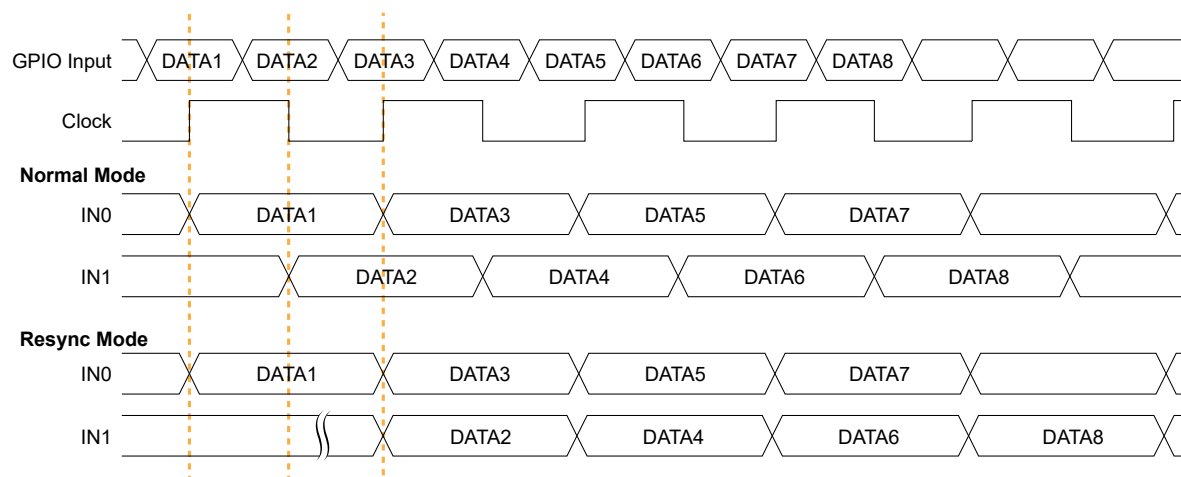 GPIO Input DATA1 DATA2 DATA3 DATA4 DATA5 DATA6 DATA7 DATA8
Clock
Normal Mode
IN0 DATA1 DATA3 DATA5 DATA7
IN1 DATA2 DATA4 DATA6 DATA8
Resync Mode
IN0 DATA1 DATA3 DATA5 DATA7
IN1 DATA2 DATA4 DATA6 DATA8